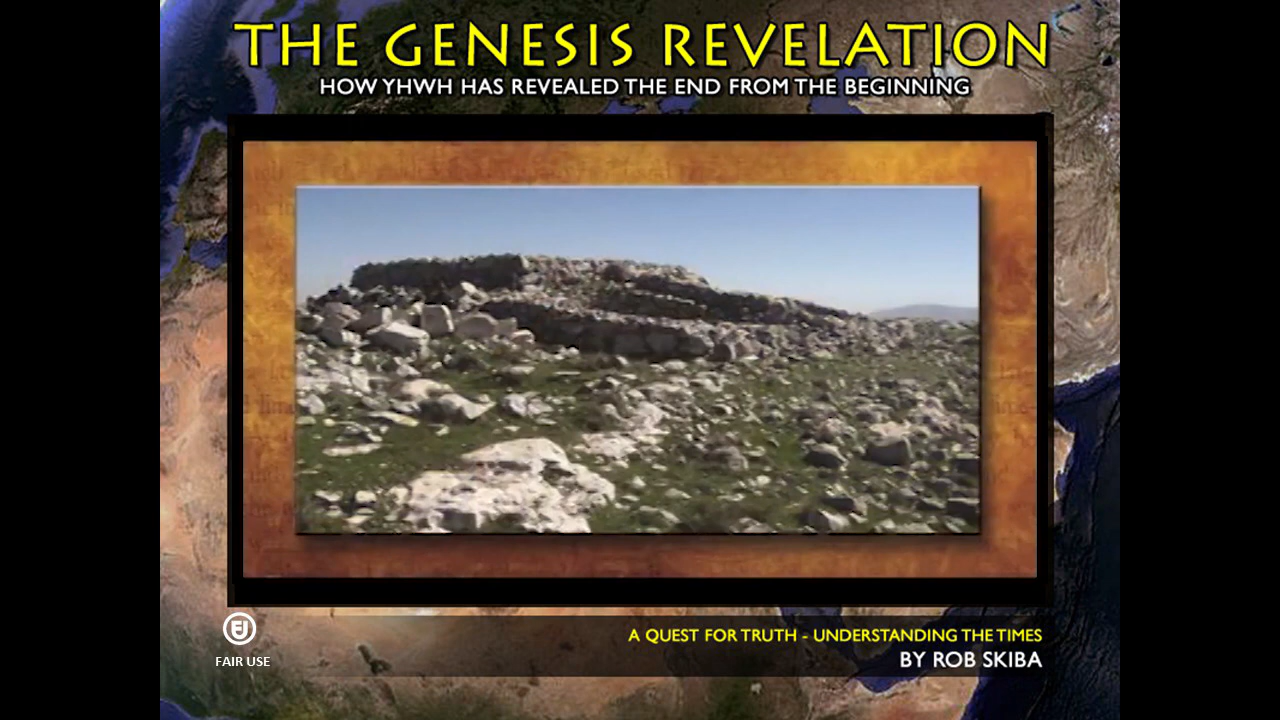 THE GENESIS REVELATION
HOW YHWH HAS REVEALED THE END FROM THE BEGINNING
FAIR USE
A QUEST FOR TRUTH - UNDERSTANDING THE TIMES
BY ROB SKIBA